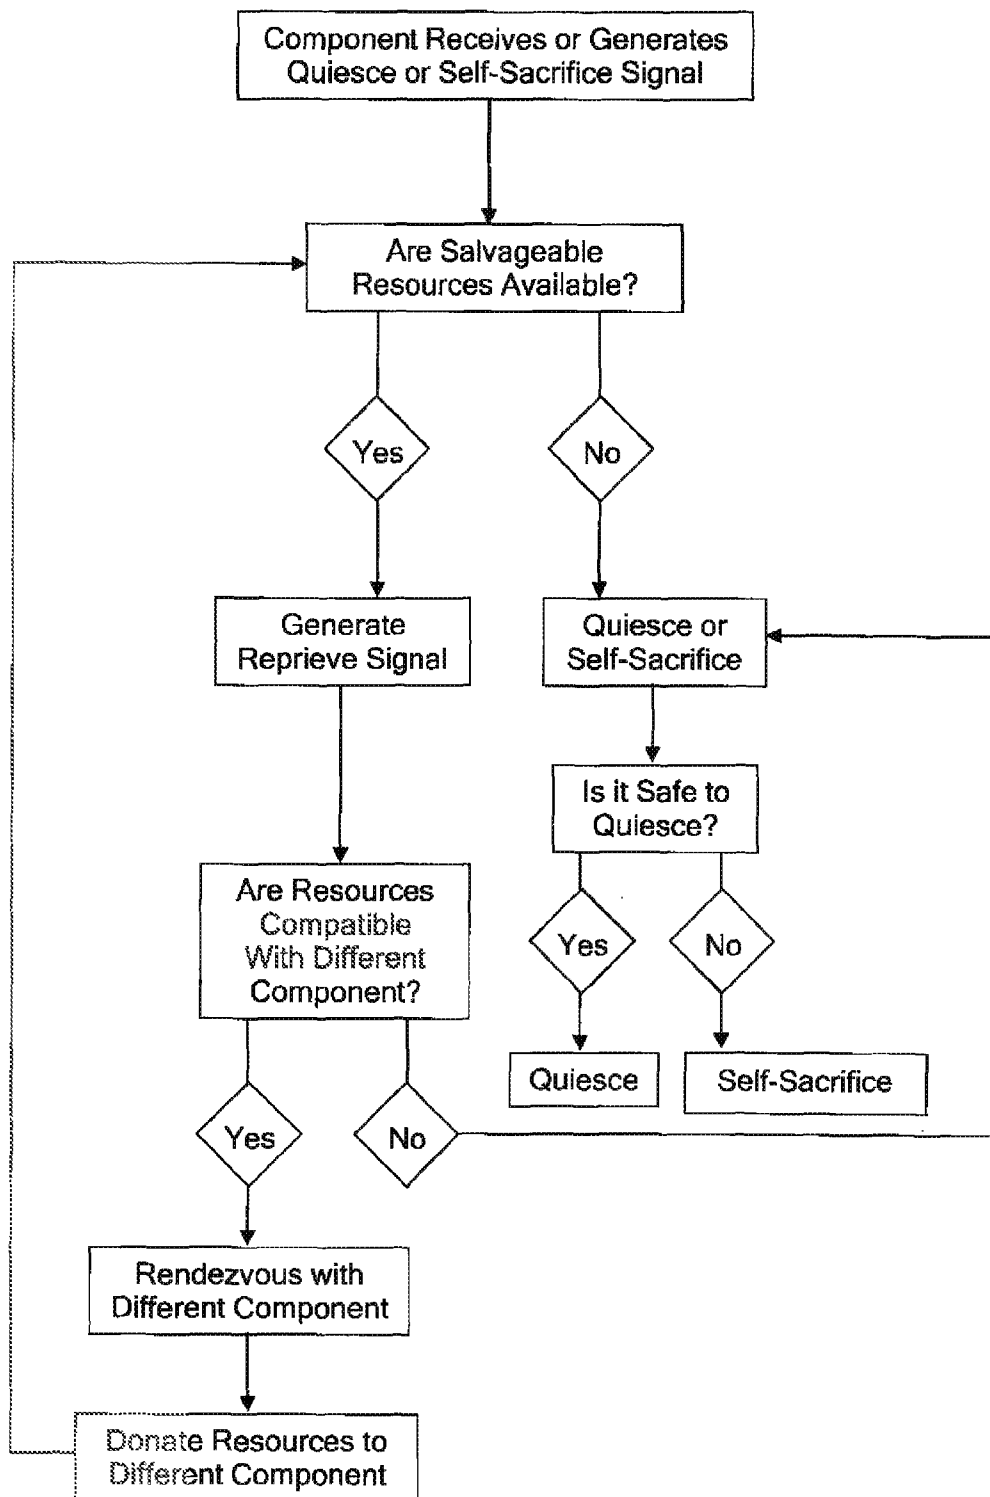 Component Receives or Generates
Quiesce or Self-Sacrifice Signal
Are Salvageable
Resources Available?
Yes
No
Generate
Reprieve Signal
Quiesce or
Self-Sacrifice
Is it Safe to
Quiesce?
Are Resources
Compatible
With Different
Component?
Yes
No
Quiesce
Self-Sacrifice
Yes
No
Rendezvous with
Different Component
Donate Resources to
Different Component